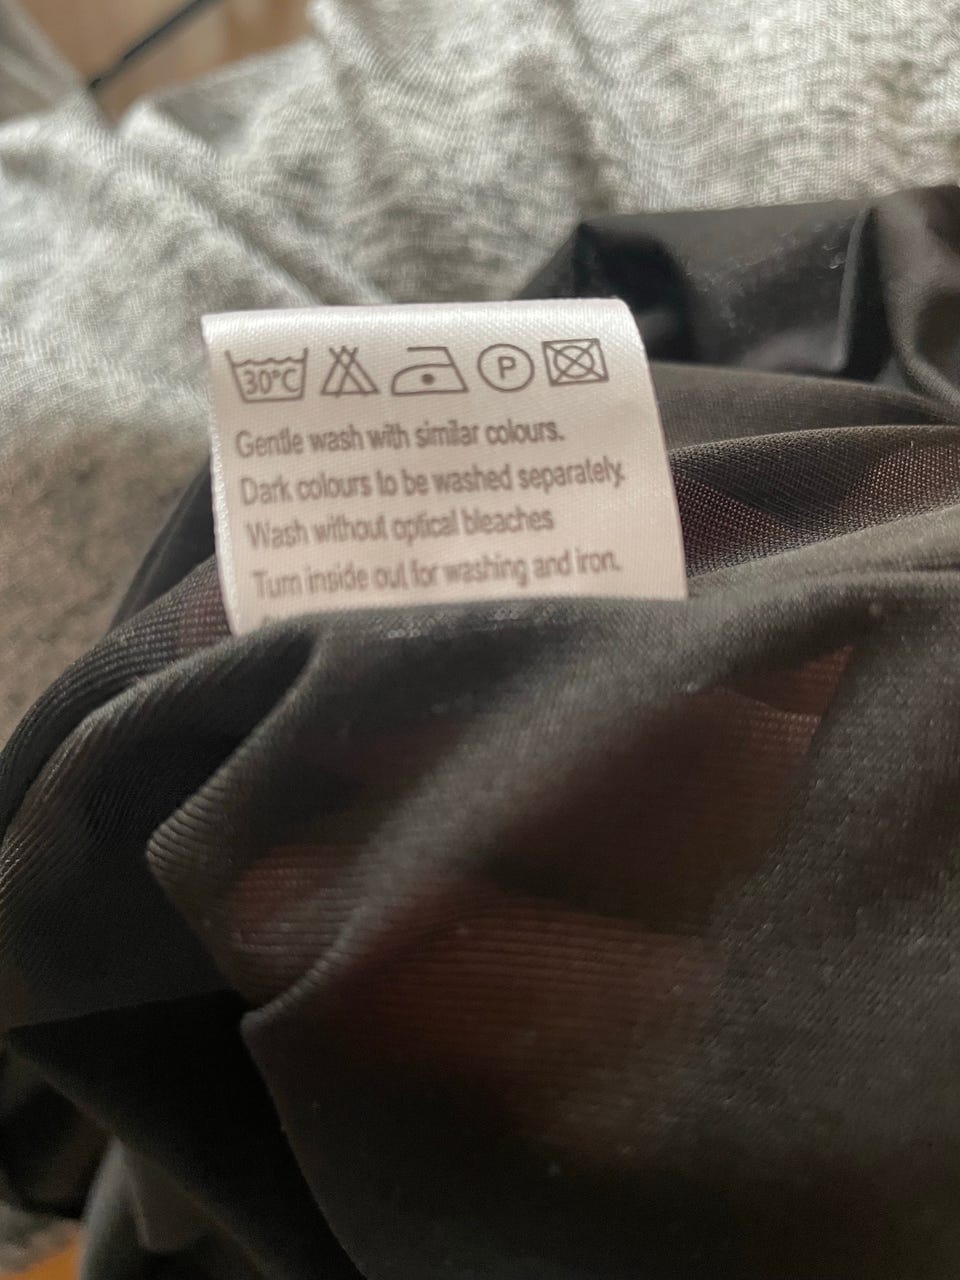 30°C P
Gentle wash with similar colours.
Dark colours to be washed separately.
Wash without optical bleaches
Turn inside out for washing and iron.